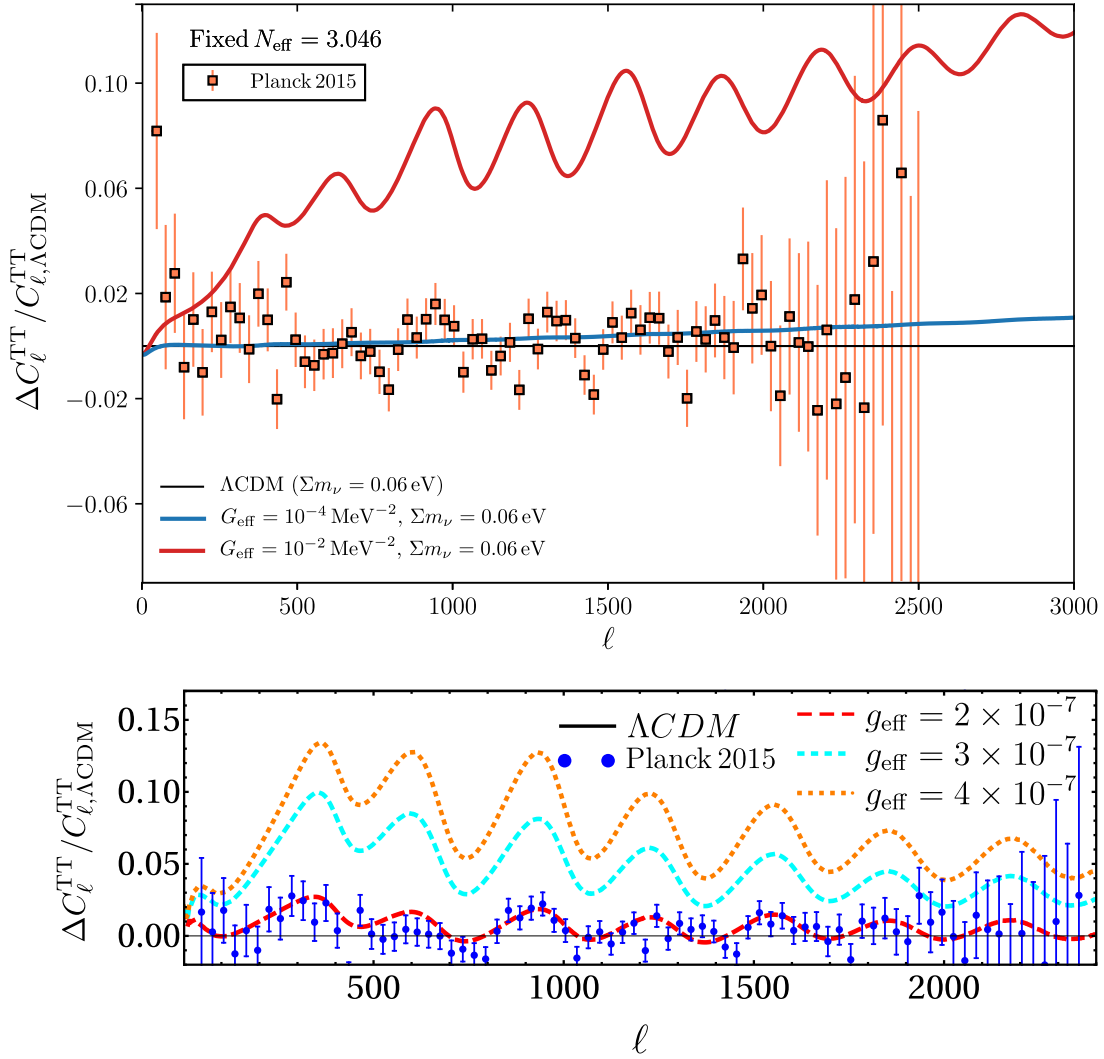 Fixed N_eff = 3.046
Planck 2015
0.10
0.06
0.02
−0.02
−0.06
ΔC_ℓ^TT / C_ℓ,ΛCDM^TT
ΛCDM (Σm_ν = 0.06 eV)
G_eff = 10^−4 MeV^−2, Σm_ν = 0.06 eV
G_eff = 10^−2 MeV^−2, Σm_ν = 0.06 eV
0 500 1000 1500 2000 2500 3000
ℓ
0.15
0.10
0.05
0.00
ΔC_ℓ^TT / C_ℓ,ΛCDM^TT
ΛCDM
Planck 2015
g_eff = 2 × 10^−7
g_eff = 3 × 10^−7
g_eff = 4 × 10^−7
500 1000 1500 2000
ℓ